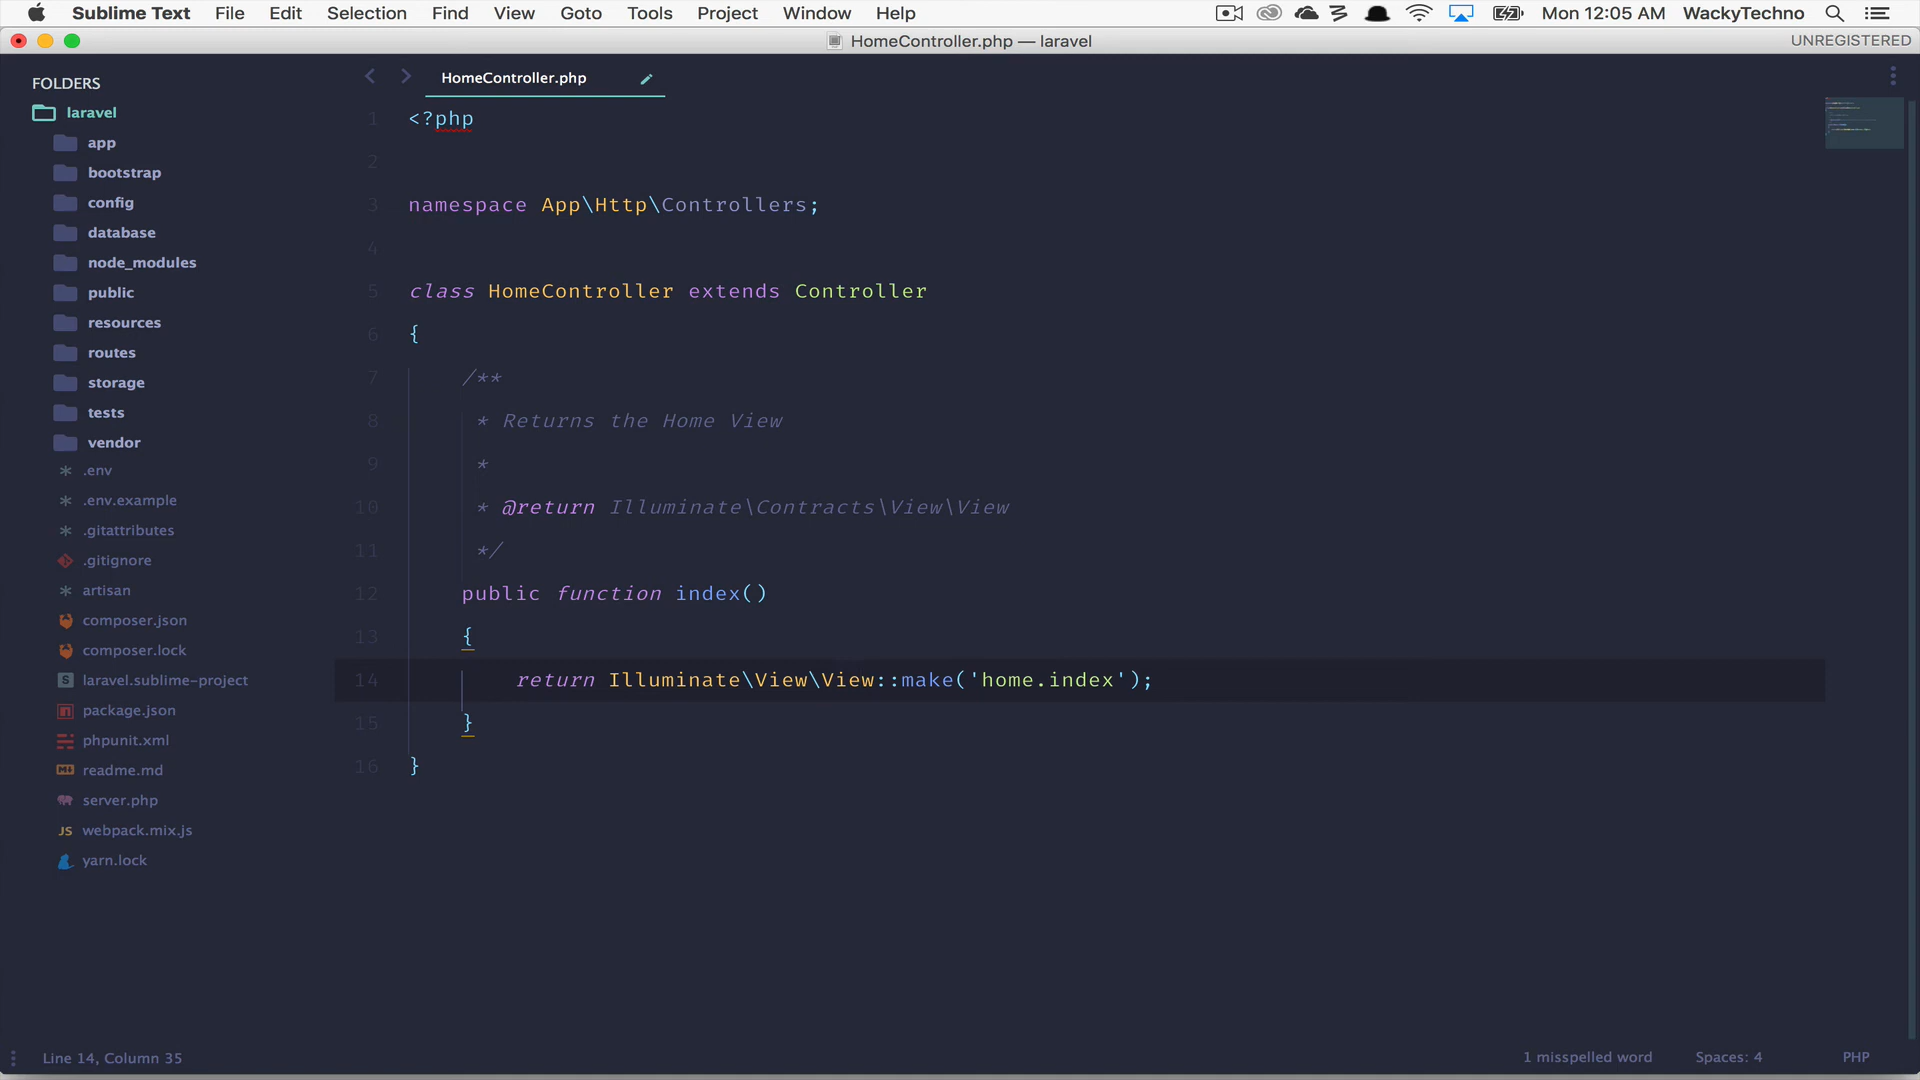 Sublime Text File Edit Selection Find View Goto Tools Project Window Help Mon 12:05 AM WackyTechno
HomeController.php — laravel UNREGISTERED
FOLDERS
laravel
app
bootstrap
config
database
node_modules
public
resources
routes
storage
tests
vendor
.env
.env.example
.gitattributes
.gitignore
artisan
composer.json
composer.lock
laravel.sublime-project
package.json
phpunit.xml
readme.md
server.php
JS webpack.mix.js
yarn.lock
HomeController.php
1 <?php
2
3 namespace App\Http\Controllers;
4
5 class HomeController extends Controller
6 {
7 /**
8 * Returns the Home View
9 *
10 * @return Illuminate\Contracts\View\View
11 */
12 public function index()
13 {
14 return Illuminate\View\View::make('home.index');
15 }
16 }
Line 14, Column 35 1 misspelled word Spaces: 4 PHP